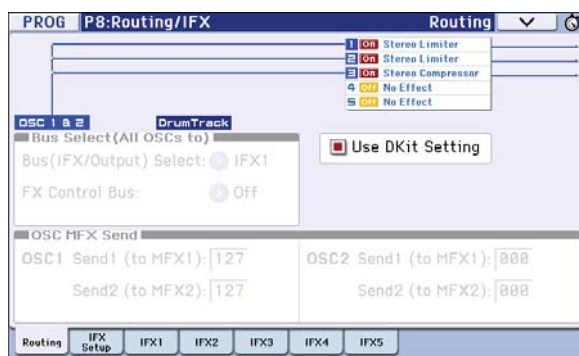 PROG P8:Routing/IFX Routing
1 On Stereo Limiter
2 On Stereo Limiter
3 On Stereo Compressor
4 Off No Effect
5 Off No Effect
OSC 1 & 2 DrumTrack
Bus Select(All OSCs to)
Use DKit Setting
Bus(IFX/Output) Select: IFX1
FX Control Bus: Off
OSC MFX Send
OSC1 Send1 (to MFX1): 127 OSC2 Send1 (to MFX1): 000
Send2 (to MFX2): 127 Send2 (to MFX2): 000
Routing IFX Setup IFX1 IFX2 IFX3 IFX4 IFX5